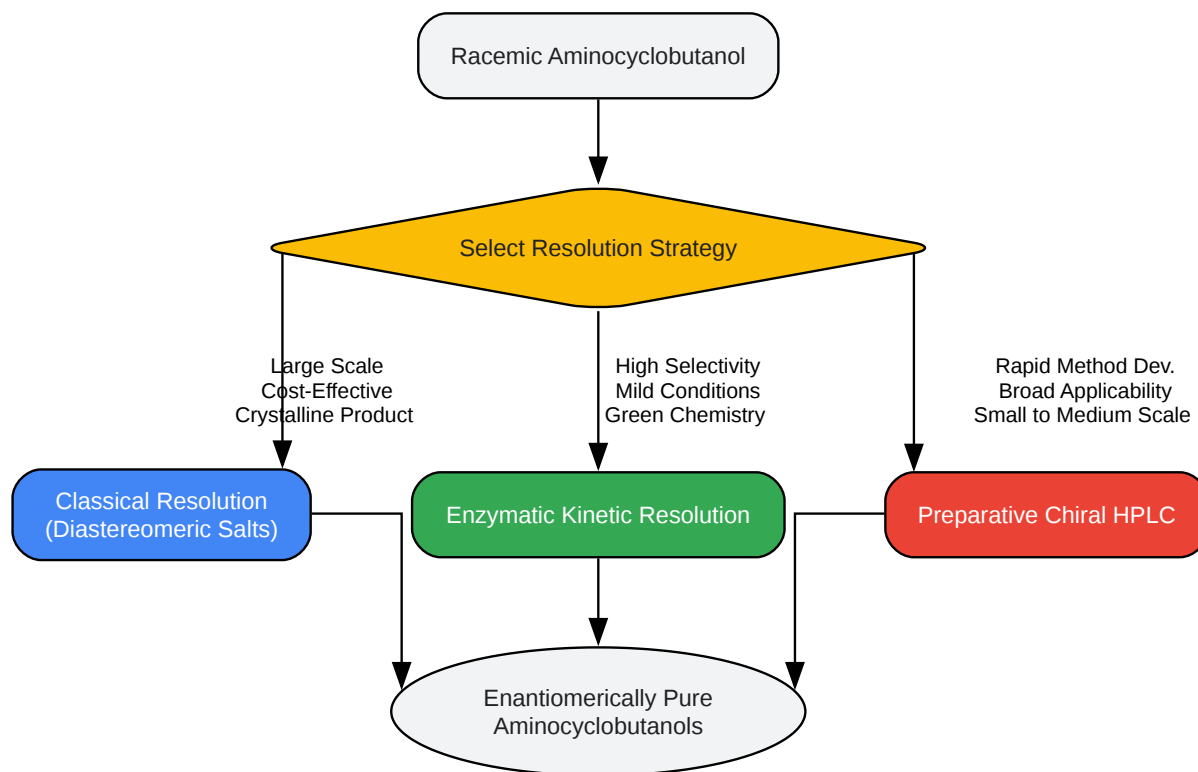 Racemic Aminocyclobutanol
Select Resolution Strategy
Large Scale
Cost-Effective
Crystalline Product
High Selectivity
Mild Conditions
Green Chemistry
Rapid Method Dev.
Broad Applicability
Small to Medium Scale
Classical Resolution
(Diastereomeric Salts)
Enzymatic Kinetic Resolution
Preparative Chiral HPLC
Enantiomerically Pure
Aminocyclobutanols